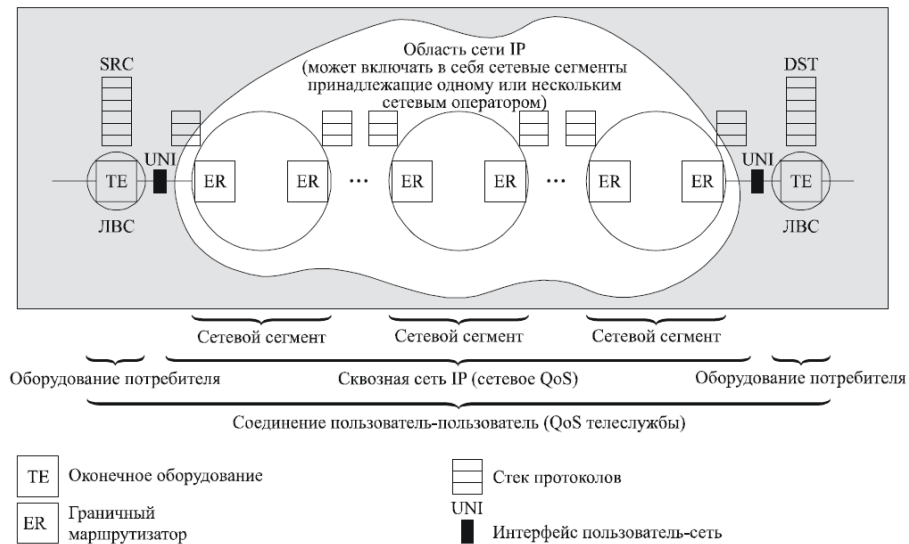 Область сети IP
(может включать в себя сетевые сегменты
принадлежащие одному или нескольким
сетевым оператором)
SRC
DST
UNI
UNI
TE
ER
ER
...
ER
ER
...
ER
ER
TE
ЛВС
ЛВС
Сетевой сегмент
Сетевой сегмент
Сетевой сегмент
Оборудование потребителя
Сквозная сеть IP (сетевое QoS)
Оборудование потребителя
Соединение пользователь-пользователь (QoS телеслужбы)
TE
Оконечное оборудование
Стек протоколов
ER
Граничный
маршрутизатор
UNI
Интерфейс пользователь-сеть